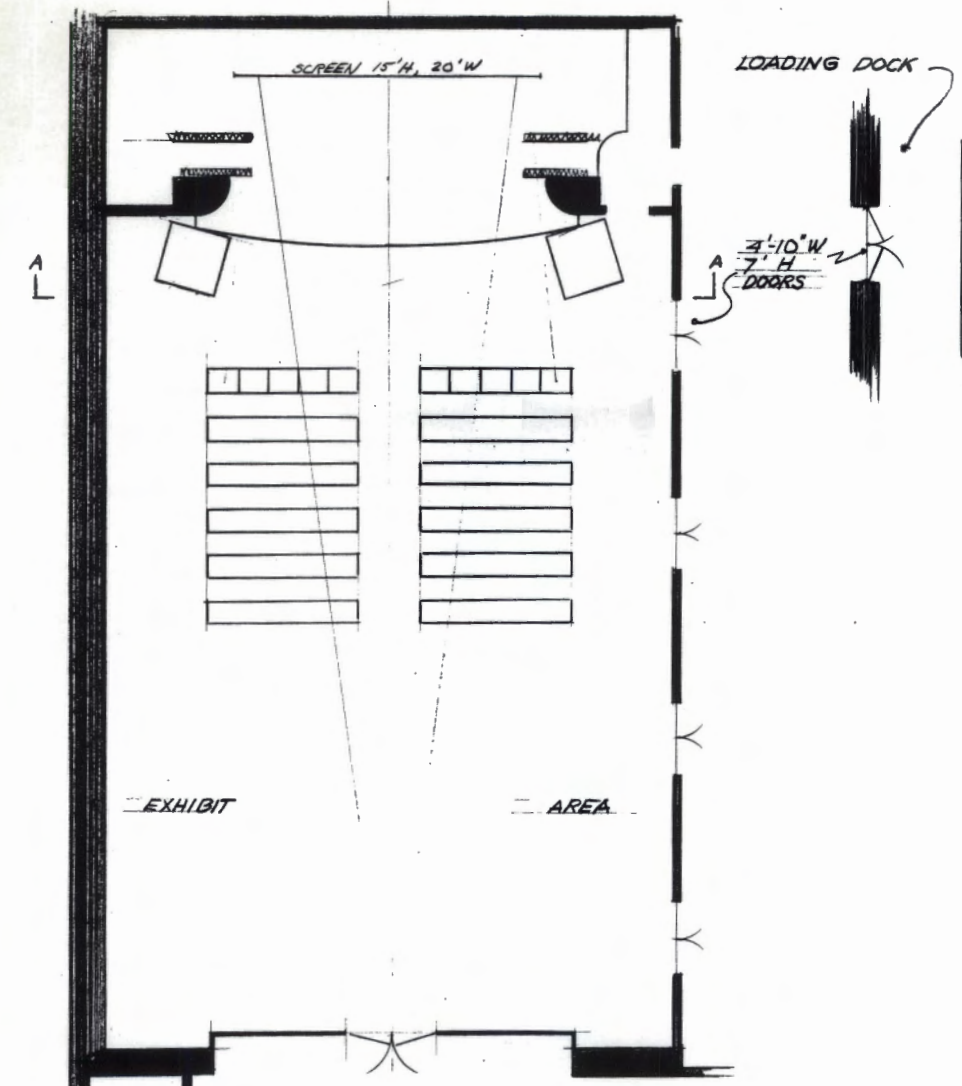 SCREEN 15'H, 20'W
LOADING DOCK
A
A
4'-10"W
7' H
DOORS
EXHIBIT AREA